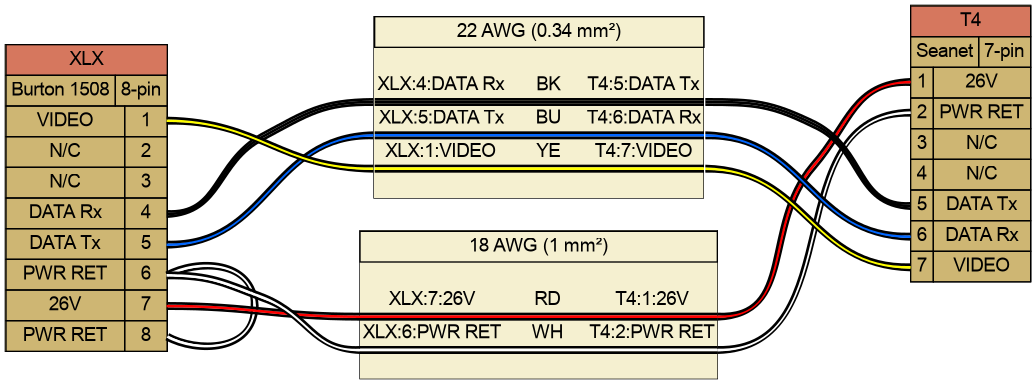 XLX
Burton 1508 8-pin
VIDEO 1
N/C 2
N/C 3
DATA Rx 4
DATA Tx 5
PWR RET 6
26V 7
PWR RET 8
22 AWG (0.34 mm²)
XLX:4:DATA Rx BK T4:5:DATA Tx
XLX:5:DATA Tx BU T4:6:DATA Rx
XLX:1:VIDEO YE T4:7:VIDEO
18 AWG (1 mm²)
XLX:7:26V RD T4:1:26V
XLX:6:PWR RET WH T4:2:PWR RET
T4
Seanet 7-pin
1 26V
2 PWR RET
3 N/C
4 N/C
5 DATA Tx
6 DATA Rx
7 VIDEO